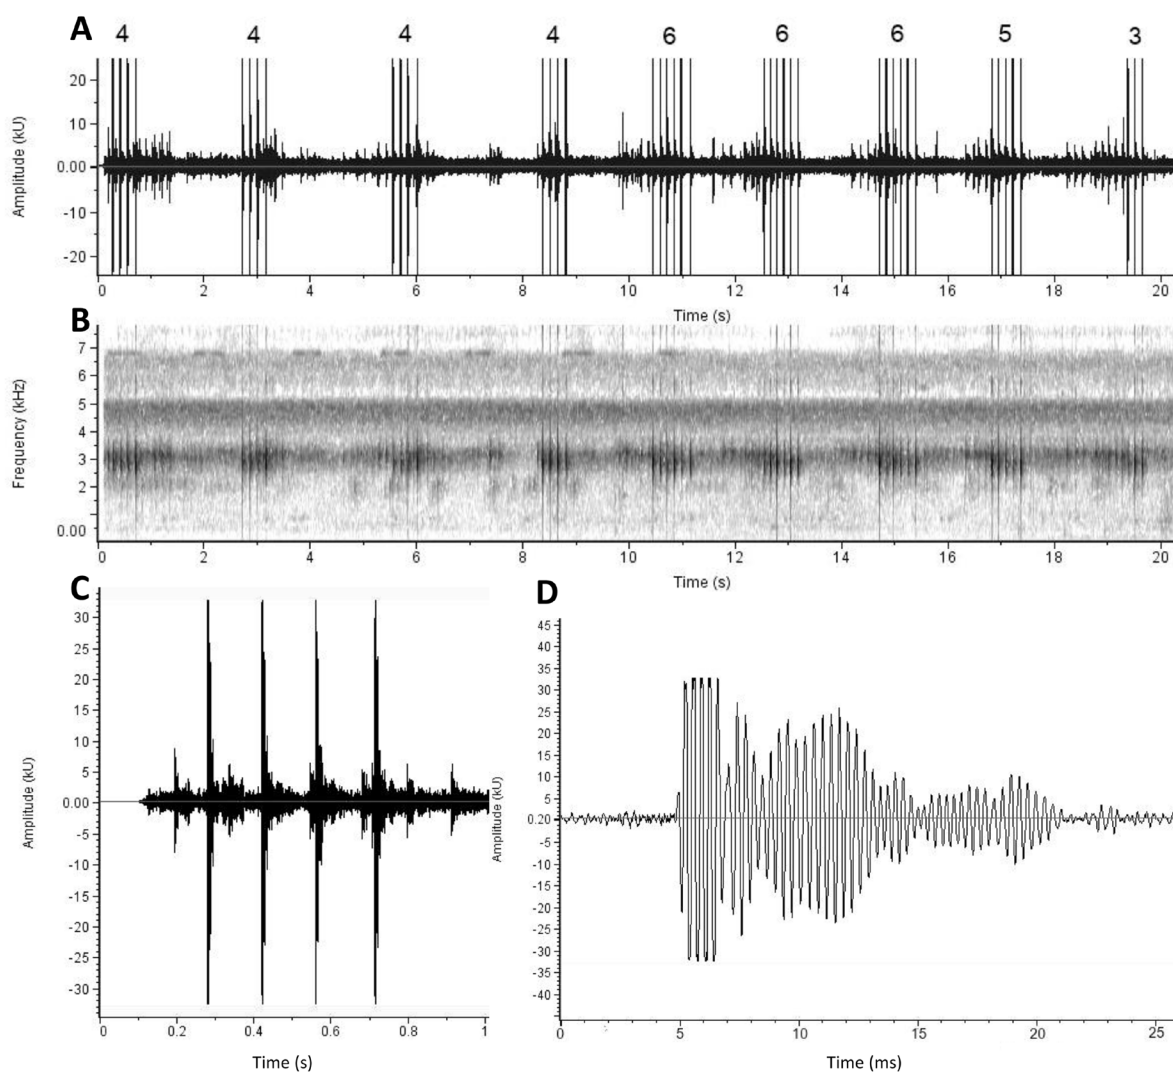 A
4 4 4 4 6 6 6 5 3
Amplitude (kU)
20
10
0.00
-10
-20
0 2 4 6 8 10 12 14 16 18 20
Time (s)
B
Frequency (kHz)
7
6
5
4
3
2
0.00
0 2 4 6 8 10 12 14 16 18 20
Time (s)
C
Amplitude (kU)
30
25
20
15
10
5
0.00
-5
-10
-15
-20
-25
-30
0 0.2 0.4 0.6 0.8 1
Time (s)
D
Amplitude (kU)
45
40
35
30
25
20
15
10
5
0.20
-5
-10
-15
-20
-25
-30
-35
-40
0 5 10 15 20 25
Time (ms)